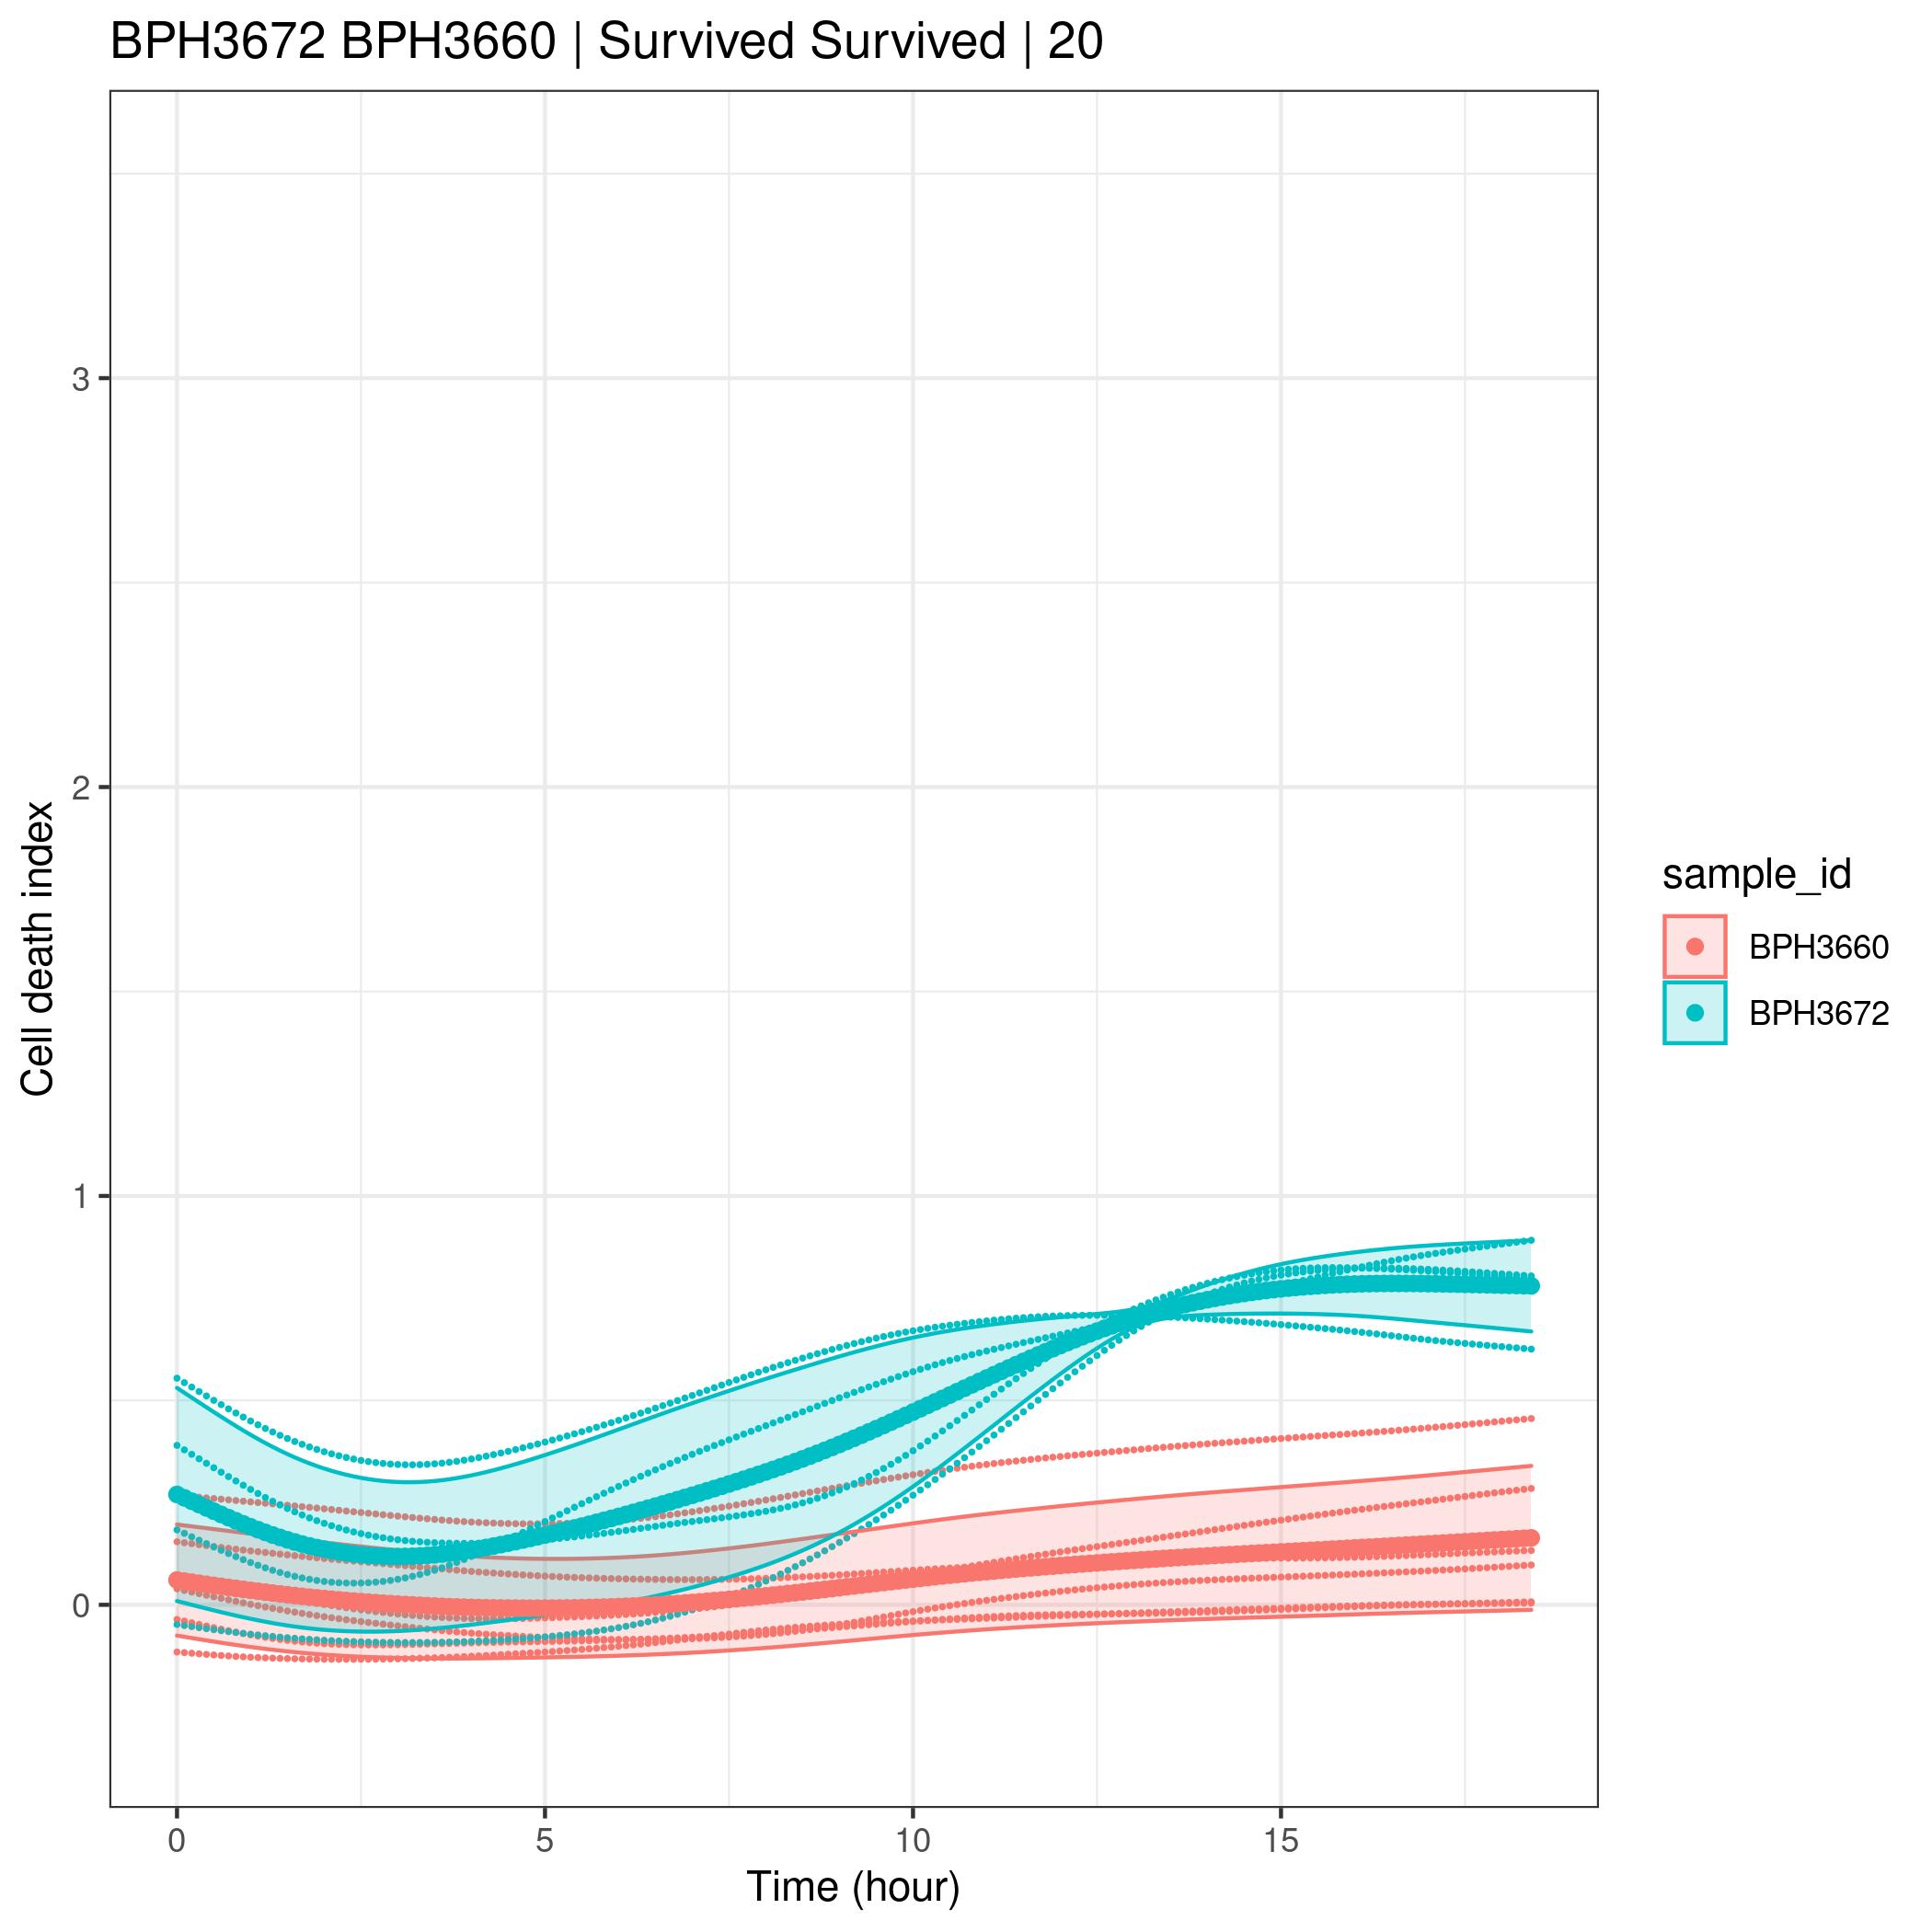 BPH3672 BPH3660 | Survived Survived | 20
3
2
1
0
Cell death index
0 5 10 15
Time (hour)
sample_id
BPH3660
BPH3672